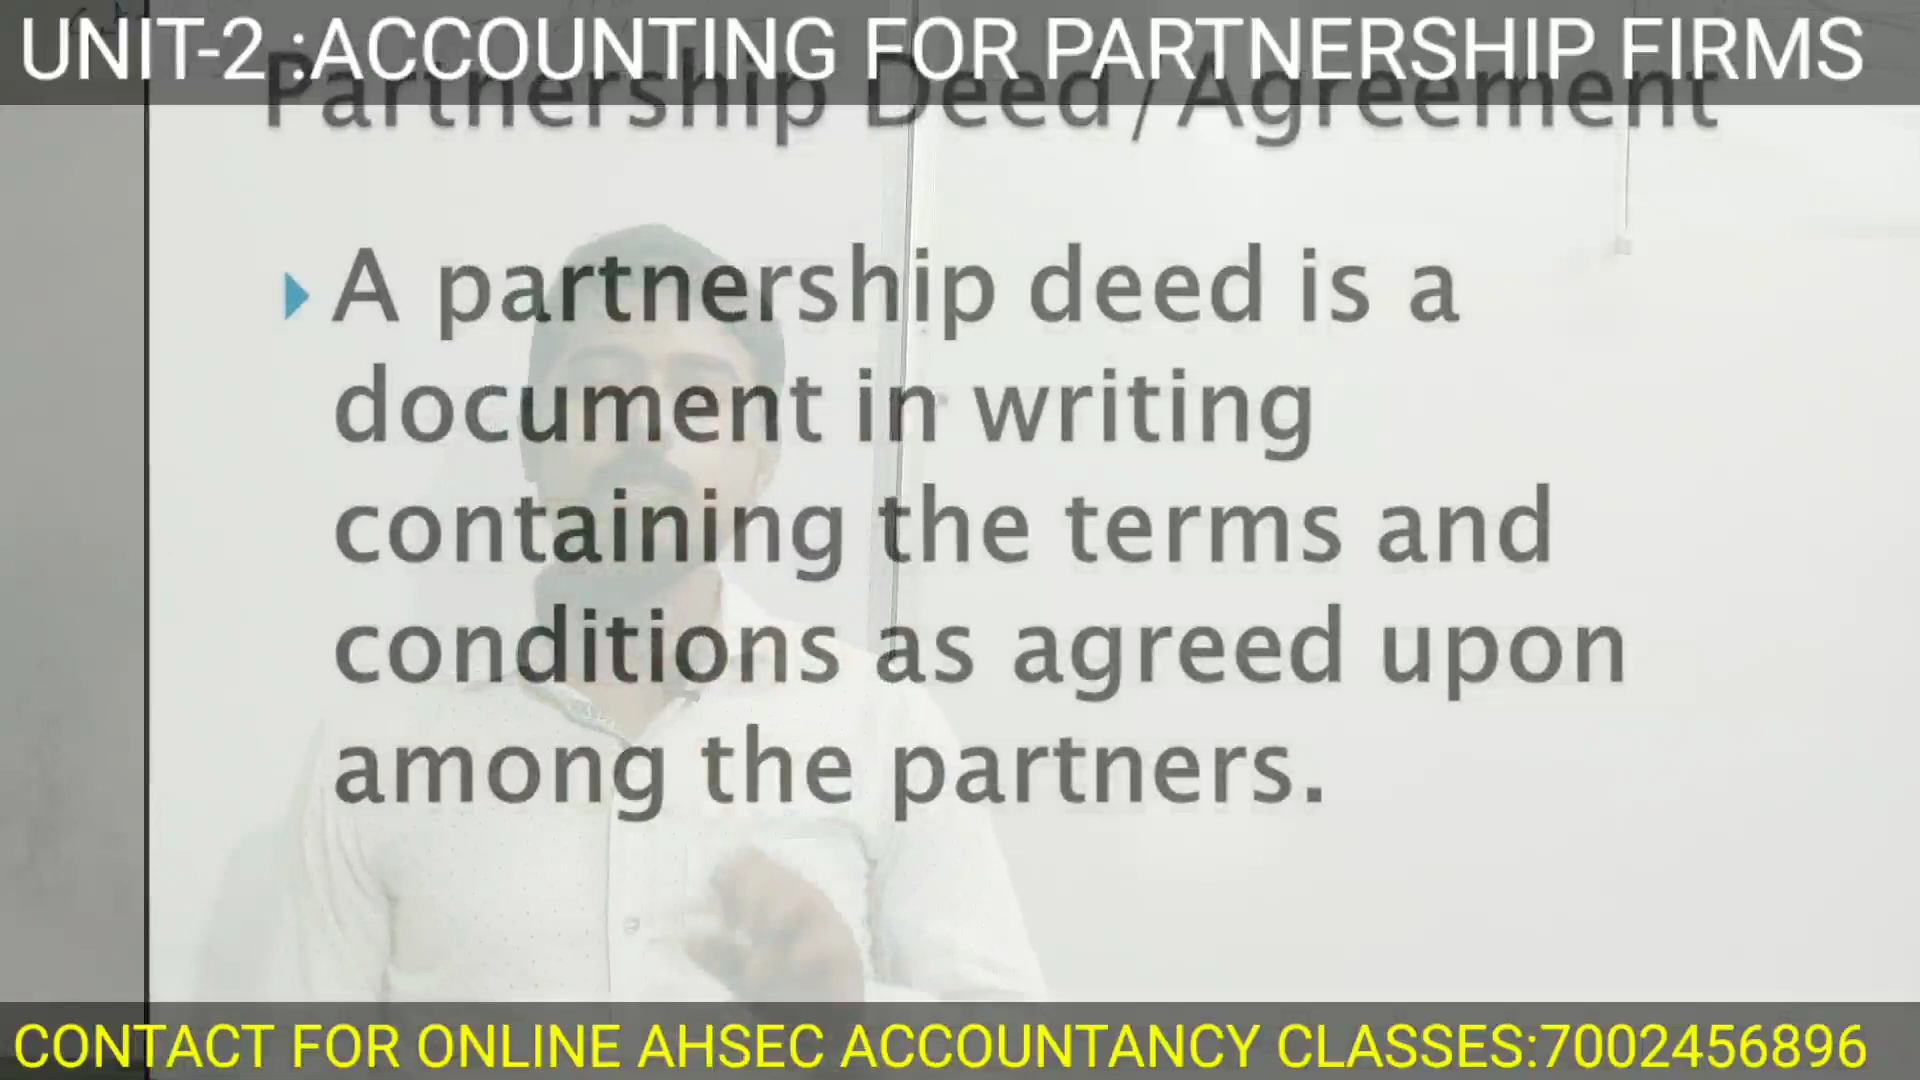 UNIT-2 :ACCOUNTING FOR PARTNERSHIP FIRMS
Partnership Deed/Agreement
A partnership deed is a
document in writing
containing the terms and
conditions as agreed upon
among the partners.
CONTACT FOR ONLINE AHSEC ACCOUNTANCY CLASSES:7002456896